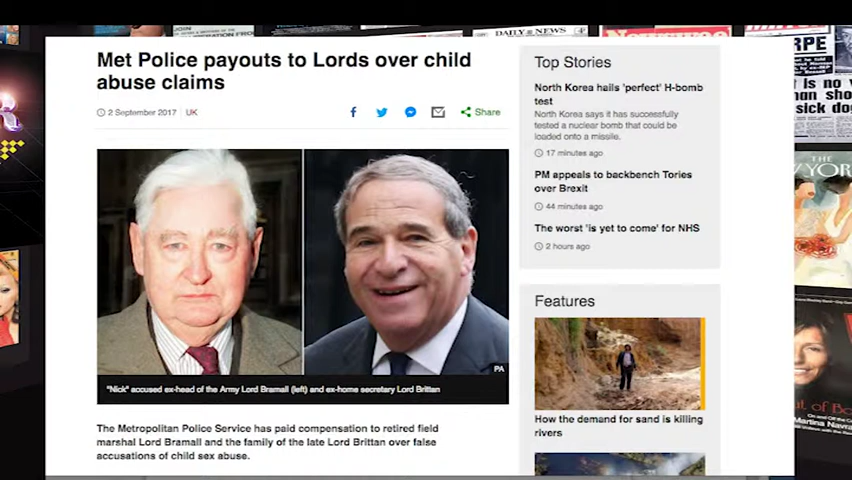 Met Police payouts to Lords over child
abuse claims
2 September 2017 UK
Share
PA
"Nick" accused ex-head of the Army Lord Bramall (left) and ex-home secretary Lord Brittan
The Metropolitan Police Service has paid compensation to retired field
marshal Lord Bramall and the family of the late Lord Brittan over false
accusations of child sex abuse.
Top Stories
North Korea hails 'perfect' H-bomb
test
North Korea says it has successfully
tested a nuclear bomb that could be
loaded onto a missile.
17 minutes ago
PM appeals to backbench Tories
over Brexit
44 minutes ago
The worst 'is yet to come' for NHS
2 hours ago
Features
How the demand for sand is killing
rivers
DAILY NEWS
THE